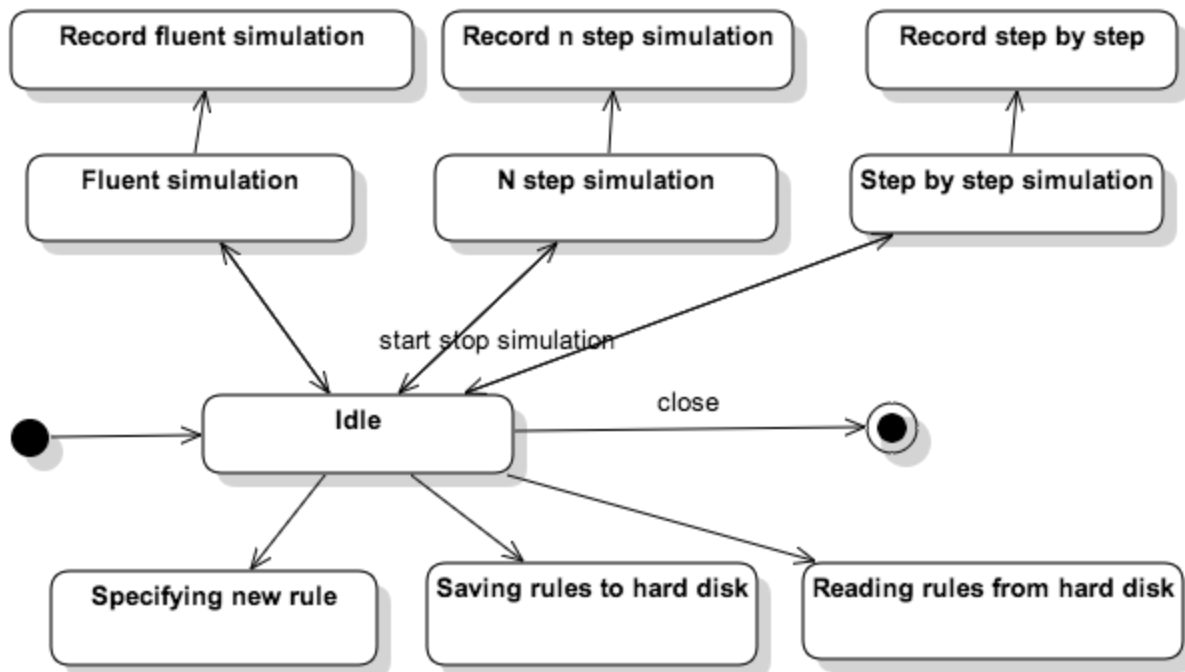 Record fluent simulation
Record n step simulation
Record step by step
Fluent simulation
N step simulation
Step by step simulation
start stop simulation
Idle
close
Specifying new rule
Saving rules to hard disk
Reading rules from hard disk